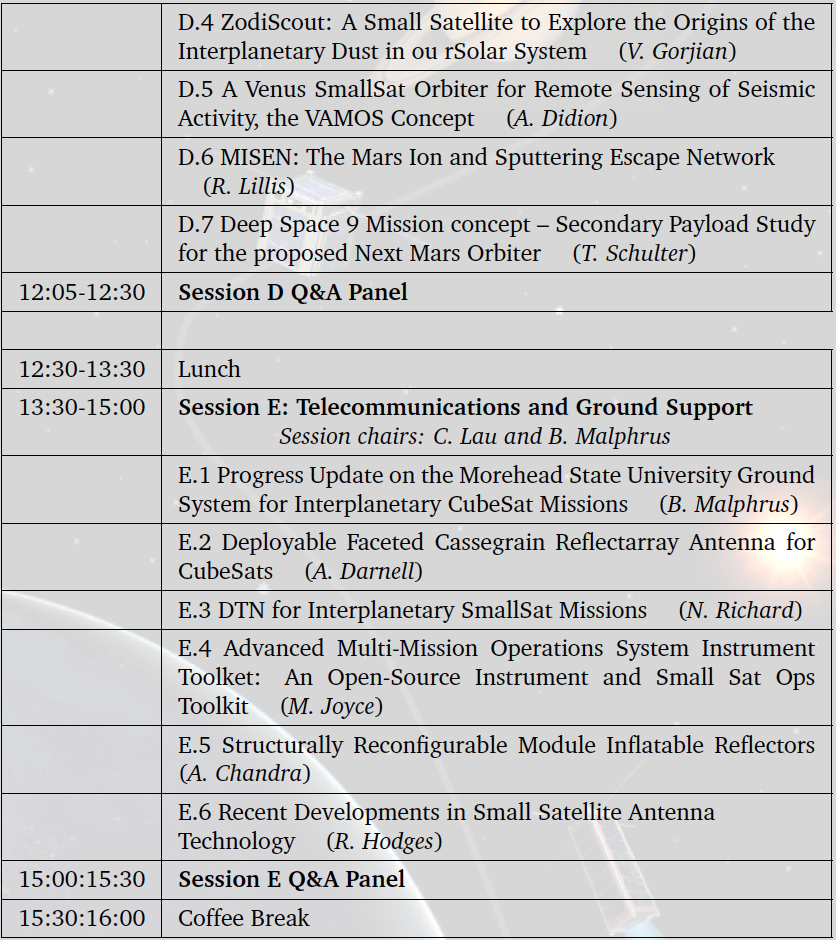 D.4 ZodiScout: A Small Satellite to Explore the Origins of the
Interplanetary Dust in ou rSolar System (V. Gorjian)
D.5 A Venus SmallSat Orbiter for Remote Sensing of Seismic
Activity, the VAMOS Concept (A. Didion)
D.6 MISEN: The Mars Ion and Sputtering Escape Network
(R. Lillis)
D.7 Deep Space 9 Mission concept – Secondary Payload Study
for the proposed Next Mars Orbiter (T. Schulter)
12:05-12:30 Session D Q&A Panel
12:30-13:30 Lunch
13:30-15:00 Session E: Telecommunications and Ground Support
Session chairs: C. Lau and B. Malphrus
E.1 Progress Update on the Morehead State University Ground
System for Interplanetary CubeSat Missions (B. Malphrus)
E.2 Deployable Faceted Cassegrain Reflectarray Antenna for
CubeSats (A. Darnell)
E.3 DTN for Interplanetary SmallSat Missions (N. Richard)
E.4 Advanced Multi-Mission Operations System Instrument
Toolket: An Open-Source Instrument and Small Sat Ops
Toolkit (M. Joyce)
E.5 Structurally Reconfigurable Module Inflatable Reflectors
(A. Chandra)
E.6 Recent Developments in Small Satellite Antenna
Technology (R. Hodges)
15:00:15:30 Session E Q&A Panel
15:30:16:00 Coffee Break